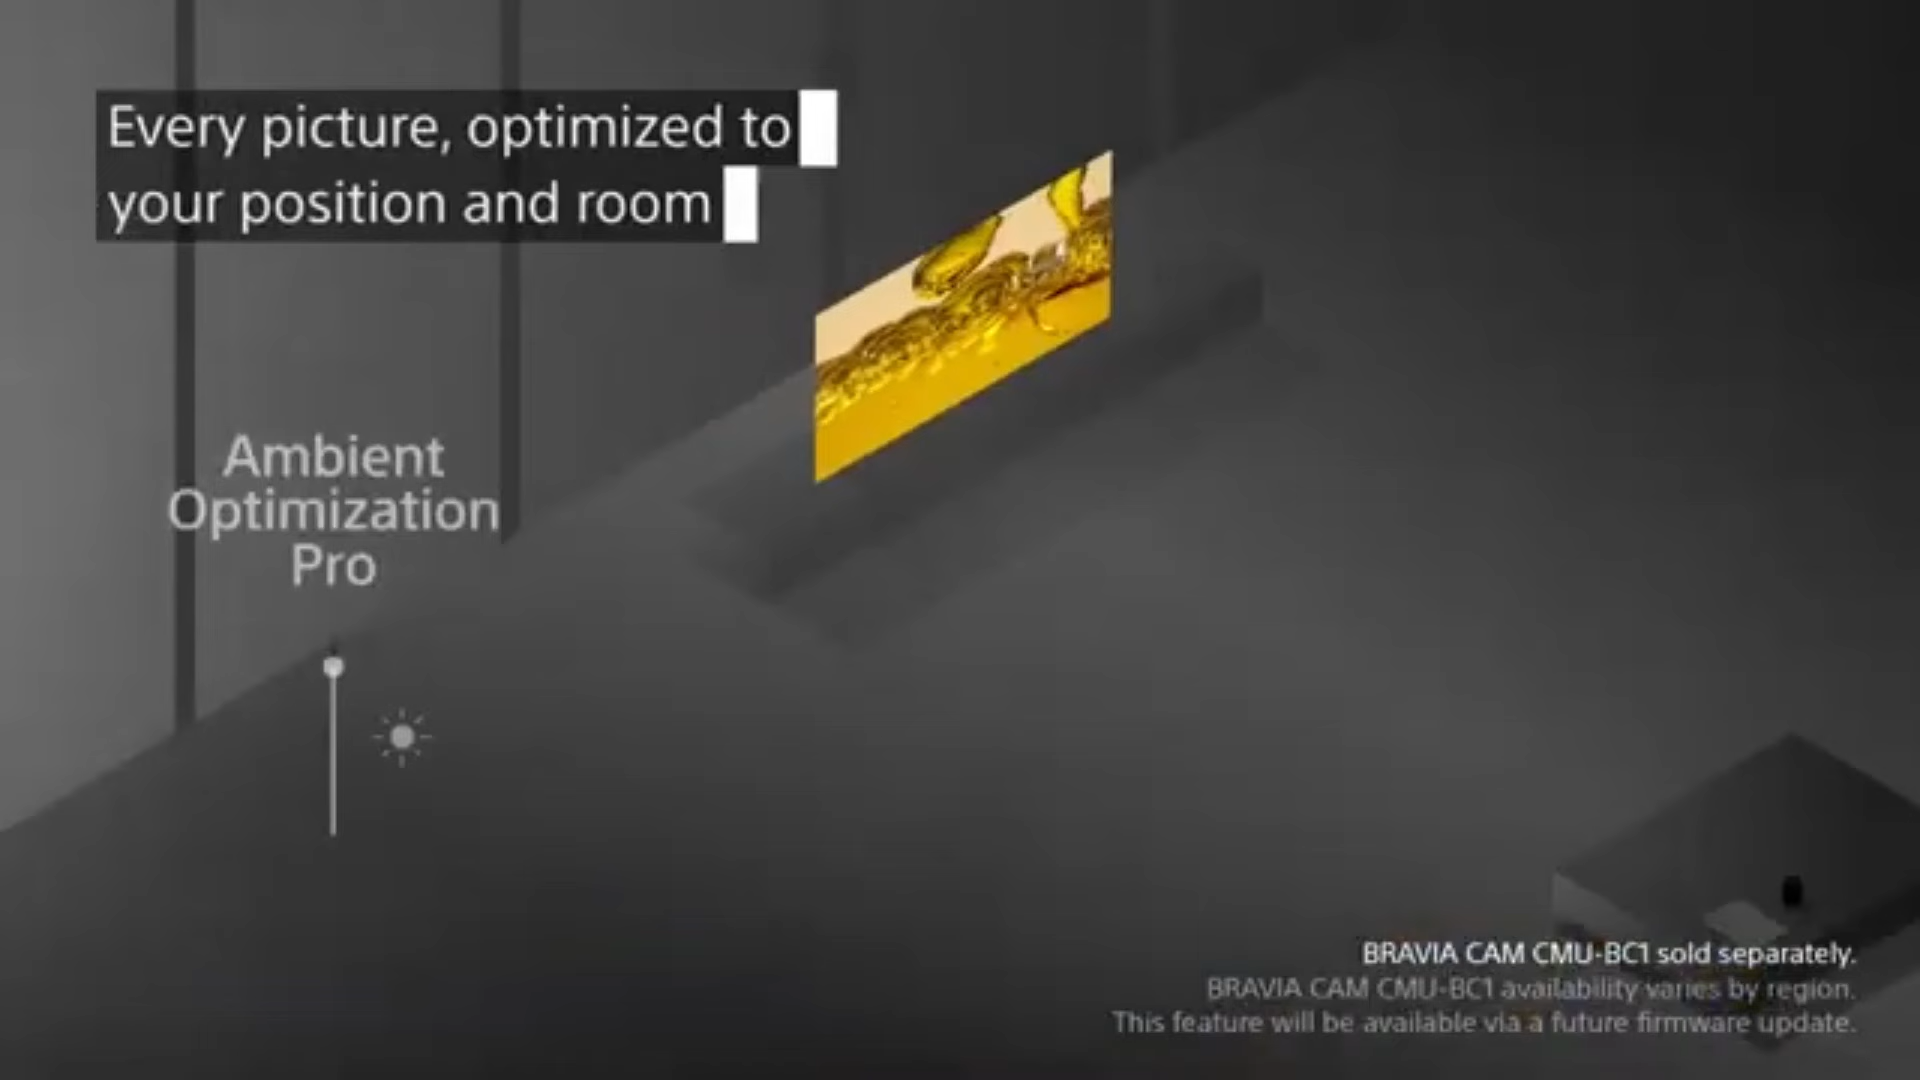 Every picture, optimized to
your position and room
Ambient
Optimization
Pro
BRAVIA CAM CMU-BC1 sold separately.
BRAVIA CAM CMU-BC1 availability varies by region.
This feature will be available via a future firmware update.